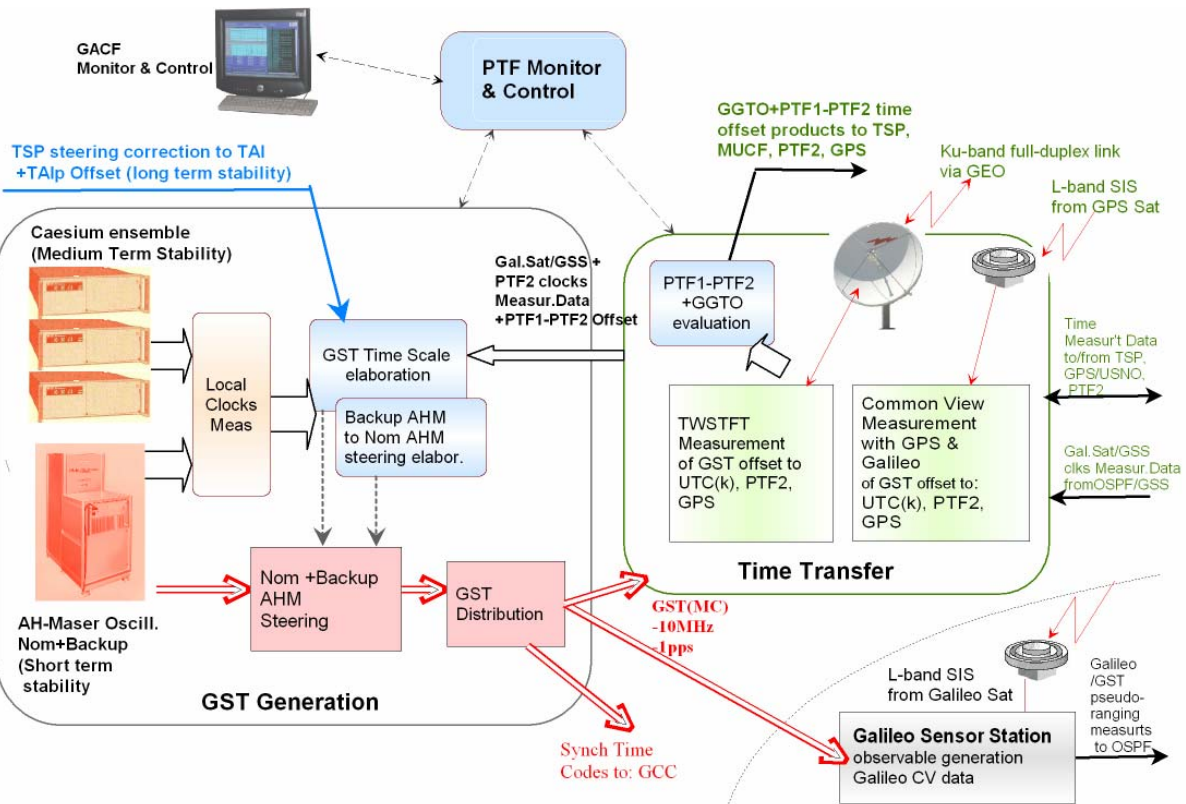 GACF
Monitor & Control
PTF Monitor
& Control
GGTO+PTF1-PTF2 time
offset products to TSP,
MUCF, PTF2, GPS
Ku-band full-duplex link
via GEO
L-band SIS
from GPS Sat
TSP steering correction to TAI
+TAIp Offset (long term stability)
Caesium ensemble
(Medium Term Stability)
Gal.Sat/GSS +
PTF2 clocks
Measur.Data
+PTF1-PTF2 Offset
PTF1-PTF2
+GGTO
evaluation
GST Time Scale
elaboration
Local
Clocks
Meas
Backup AHM
to Nom AHM
steering elabor.
TWSTFT
Measurement
of GST offset to
UTC(k), PTF2,
GPS
Common View
Measurement
with GPS &
Galileo
of GST offset to:
UTC(k), PTF2,
GPS
Time
Measur't Data
to/from TSP,
GPS/USNO,
PTF2
Gal.Sat/GSS
clks Measur.Data
fromOSPF/GSS
Time Transfer
Nom +Backup
AHM
Steering
GST
Distribution
GST(MC)
-10MHz
-1pps
AH-Maser Oscill.
Nom+Backup
(Short term
stability
GST Generation
Synch Time
Codes to: GCC
L-band SIS
from Galileo Sat
Galileo
/GST
pseudo-
ranging
measurts
to OSPF
Galileo Sensor Station
observable generation
Galileo CV data